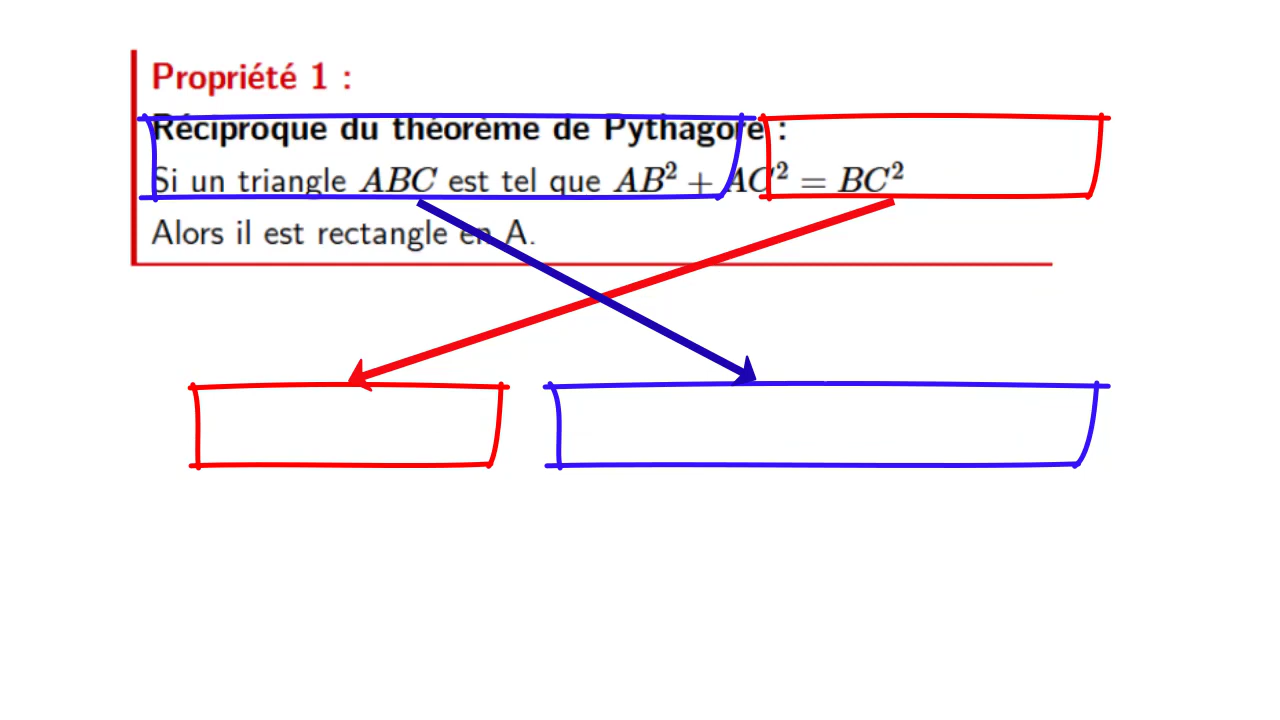 Propriété 1 :
Réciproque du théorème de Pythagore :
Si un triangle ABC est tel que AB² + AC² = BC²
Alors il est rectangle en A.